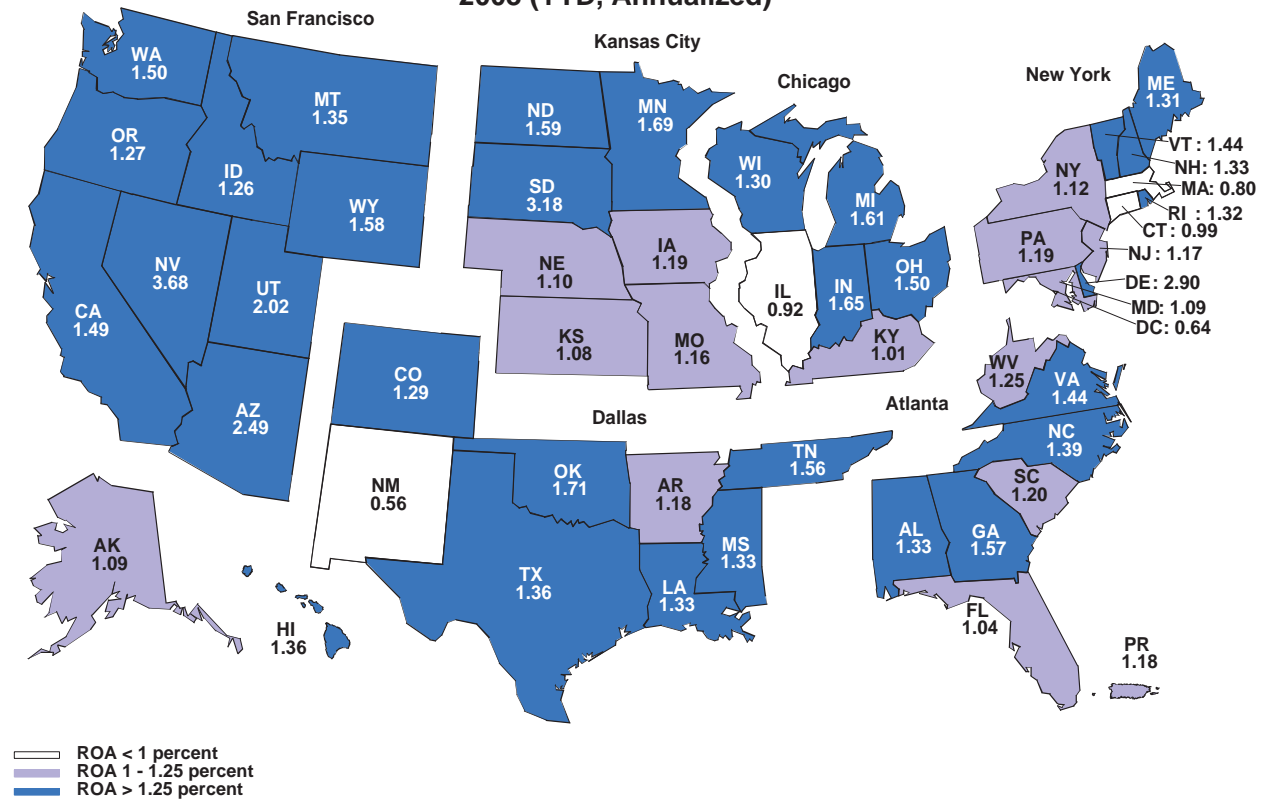 (YTD, Annualized)
San Francisco
Kansas City
Chicago
New York
WA
1.50
MT
1.35
OR
1.27
ID
1.26
WY
1.58
NV
3.68
UT
2.02
CA
1.49
AZ
2.49
AK
1.09
HI
1.36
ND
1.59
MN
1.69
SD
3.18
NE
1.10
IA
1.19
KS
1.08
MO
1.16
WI
1.30
MI
1.61
IL
0.92
IN
1.65
OH
1.50
KY
1.01
ME
1.31
VT : 1.44
NH: 1.33
MA: 0.80
RI : 1.32
CT : 0.99
NY
1.12
PA
1.19
NJ : 1.17
DE: 2.90
MD: 1.09
DC: 0.64
Dallas
Atlanta
CO
1.29
NM
0.56
OK
1.71
TX
1.36
AR
1.18
LA
1.33
MS
1.33
TN
1.56
WV
1.25
VA
1.44
NC
1.39
SC
1.20
AL
1.33
GA
1.57
FL
1.04
PR
1.18
ROA < 1 percent
ROA 1 - 1.25 percent
ROA > 1.25 percent